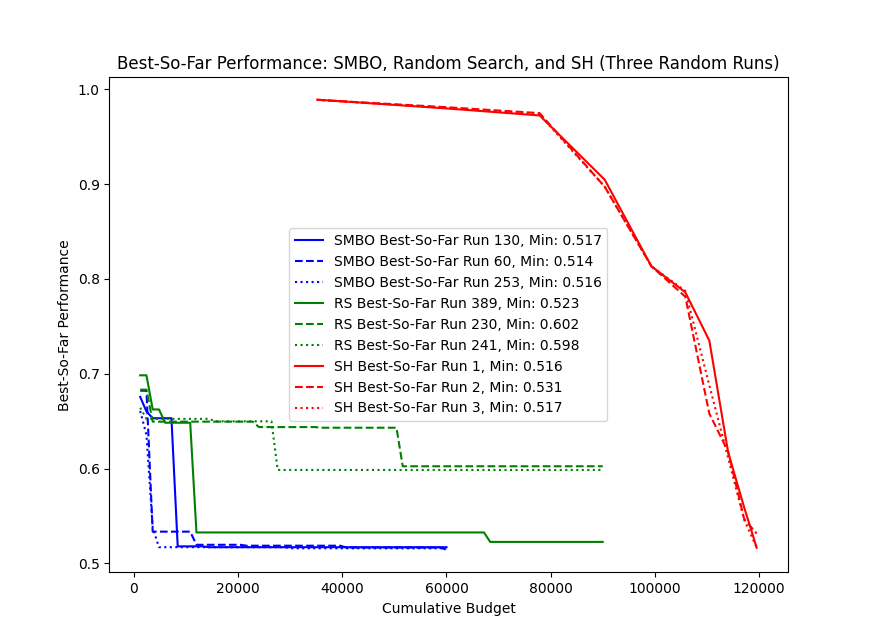 Best-So-Far Performance: SMBO, Random Search, and SH (Three Random Runs)
1.0
0.9
0.8
0.7
0.6
0.5
Best-So-Far Performance
SMBO Best-So-Far Run 130, Min: 0.517
SMBO Best-So-Far Run 60, Min: 0.514
SMBO Best-So-Far Run 253, Min: 0.516
RS Best-So-Far Run 389, Min: 0.523
RS Best-So-Far Run 230, Min: 0.602
RS Best-So-Far Run 241, Min: 0.598
SH Best-So-Far Run 1, Min: 0.516
SH Best-So-Far Run 2, Min: 0.531
SH Best-So-Far Run 3, Min: 0.517
0 20000 40000 60000 80000 100000 120000
Cumulative Budget